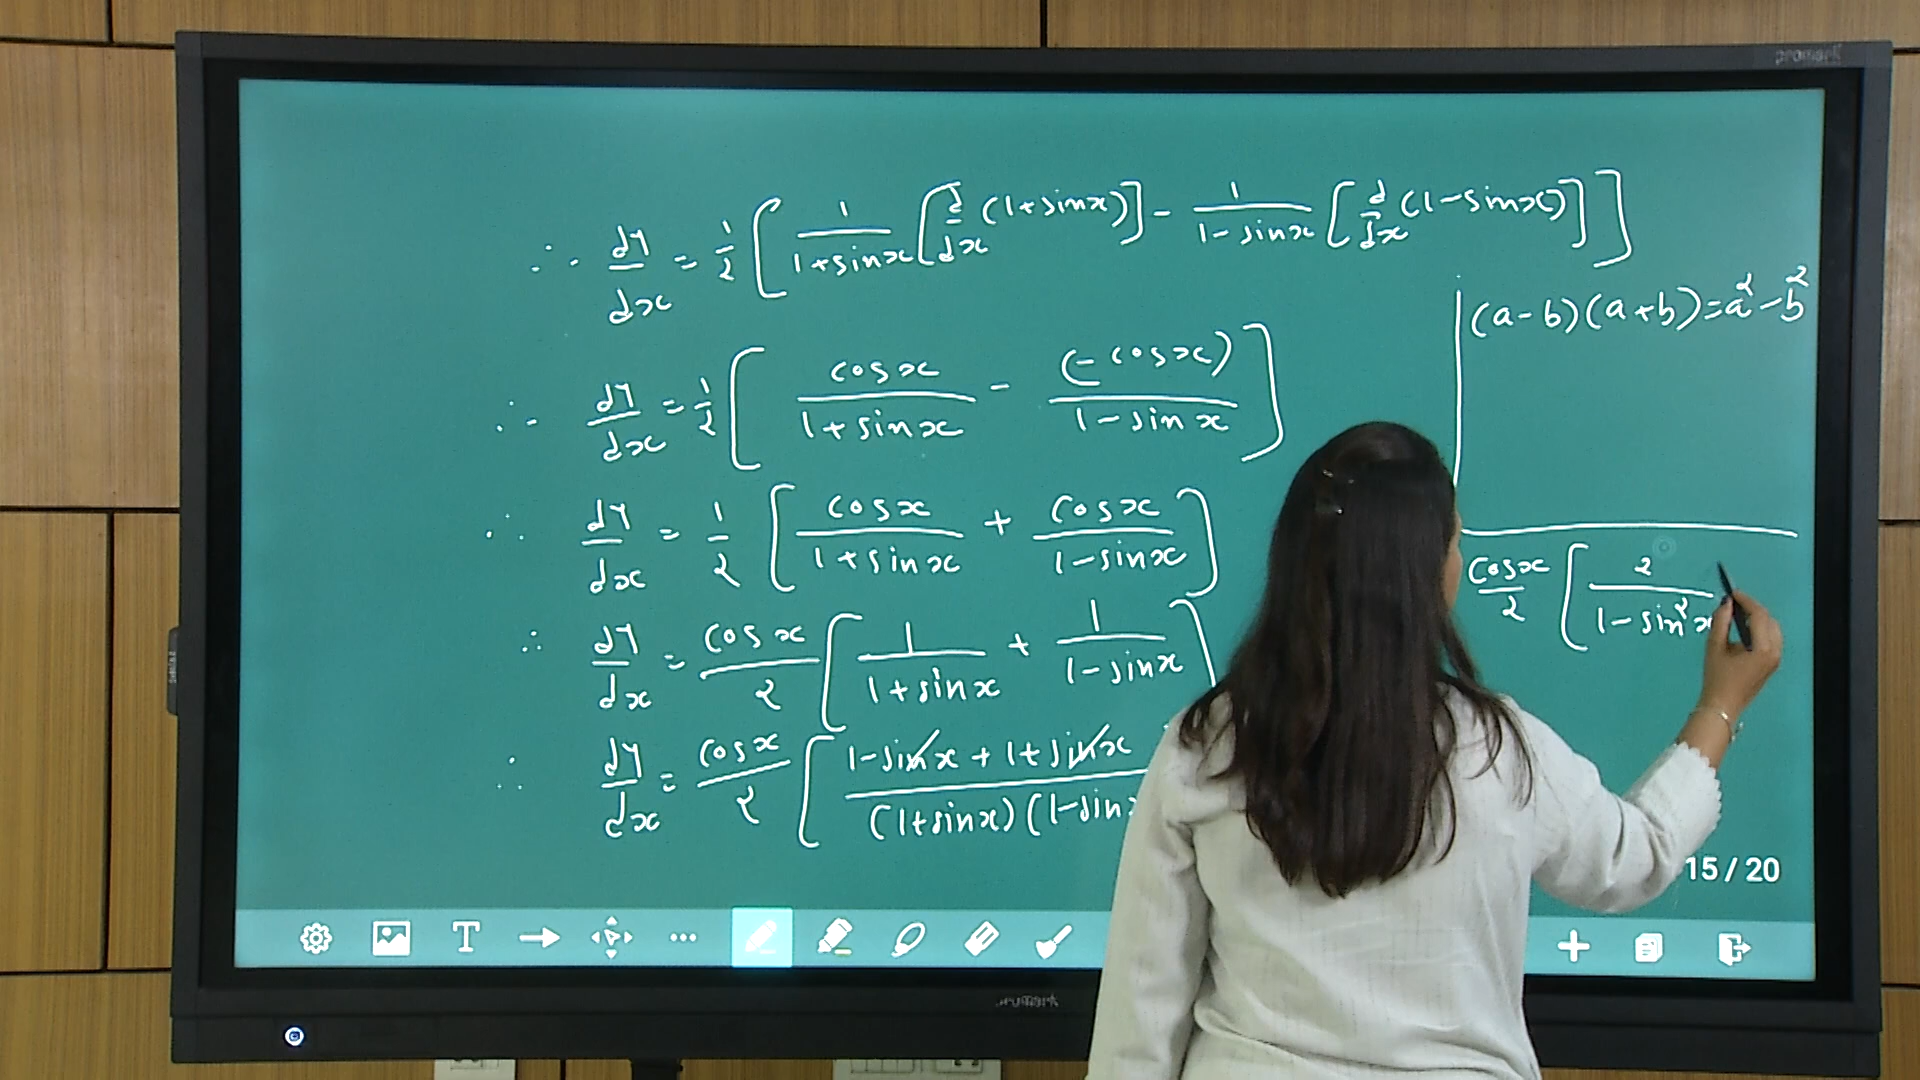 promark
∴ dy/dx = 1/2 [ 1/(1+sinx) [ d/dx (1+sinx) ] - 1/(1-sinx) [ d/dx (1-sinx) ] ]
∴ dy/dx = 1/2 [ cosx/(1+sinx) - (-cosx)/(1-sinx) ]
∴ dy/dx = 1/2 [ cosx/(1+sinx) + cosx/(1-sinx) ]
∴ dy/dx = cosx/2 [ 1/(1+sinx) + 1/(1-sinx) ]
∴ dy/dx = cosx/2 [ 1-sinx + 1+sinx / (1+sinx)(1-sin
(a-b)(a+b)=a²-b²
cosx/2 [ 2/(1-sin²x
15 / 20
T